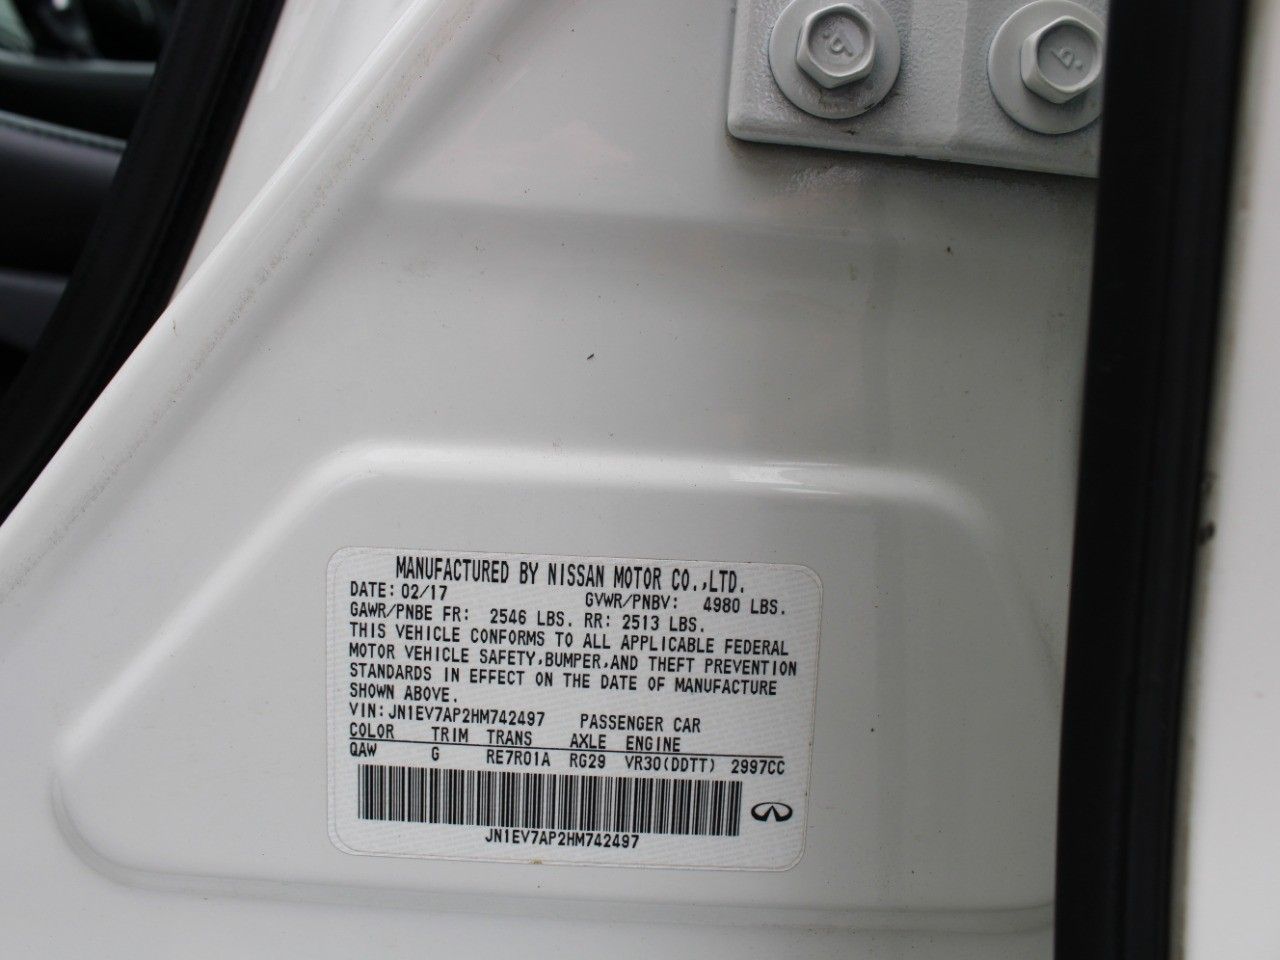 MANUFACTURED BY NISSAN MOTOR CO.,LTD.
DATE: 02/17 GVWR/PNBV: 4980 LBS.
GAWR/PNBE FR: 2546 LBS. RR: 2513 LBS.
THIS VEHICLE CONFORMS TO ALL APPLICABLE FEDERAL
MOTOR VEHICLE SAFETY,BUMPER,AND THEFT PREVENTION
STANDARDS IN EFFECT ON THE DATE OF MANUFACTURE
SHOWN ABOVE.
VIN:JN1EV7AP2HM742497 PASSENGER CAR
COLOR TRIM TRANS AXLE ENGINE
QAW G RE7R01A RG29 VR30(DDTT) 2997CC
JN1EV7AP2HM742497